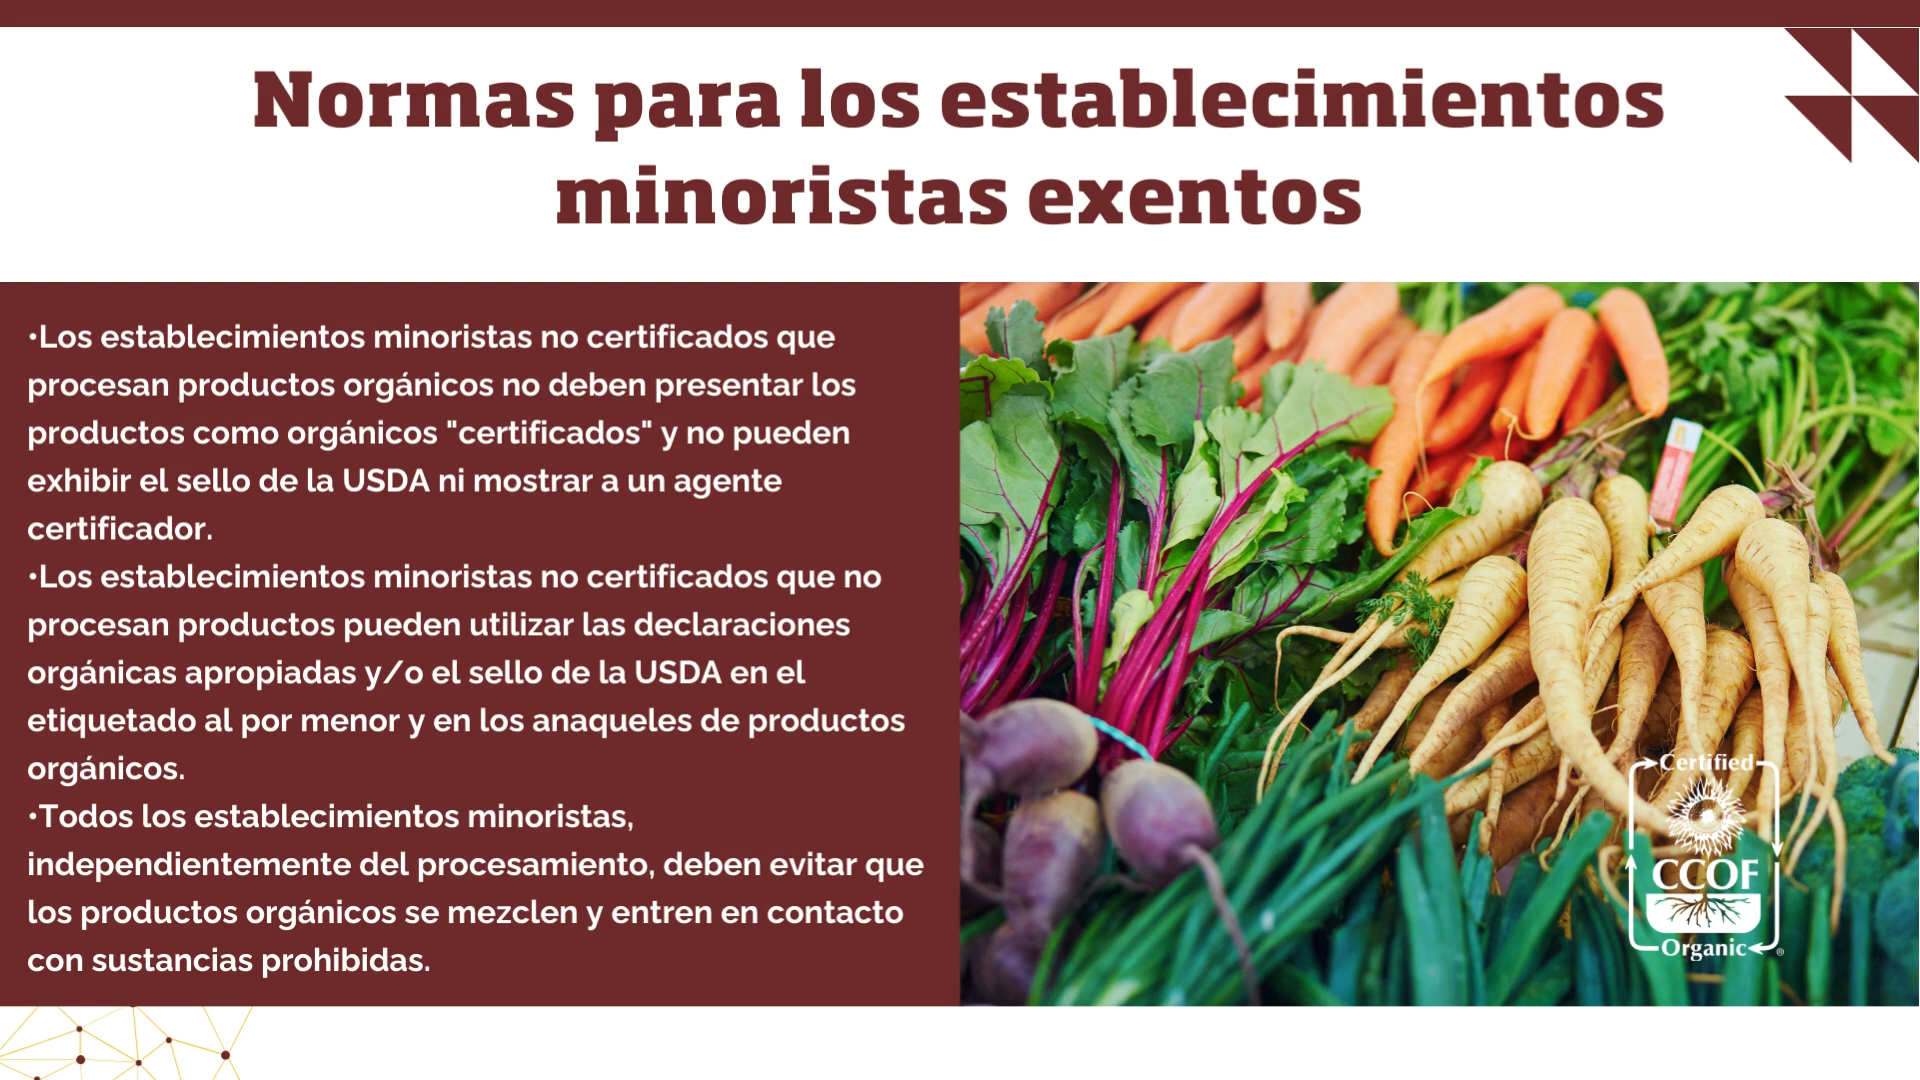 Normas para los establecimientos
minoristas exentos
•Los establecimientos minoristas no certificados que
procesan productos orgánicos no deben presentar los
productos como orgánicos "certificados" y no pueden
exhibir el sello de la USDA ni mostrar a un agente
certificador.
•Los establecimientos minoristas no certificados que no
procesan productos pueden utilizar las declaraciones
orgánicas apropiadas y/o el sello de la USDA en el
etiquetado al por menor y en los anaqueles de productos
orgánicos.
•Todos los establecimientos minoristas,
independientemente del procesamiento, deben evitar que
los productos orgánicos se mezclen y entren en contacto
con sustancias prohibidas.
Certified
CCOF
Organic
®